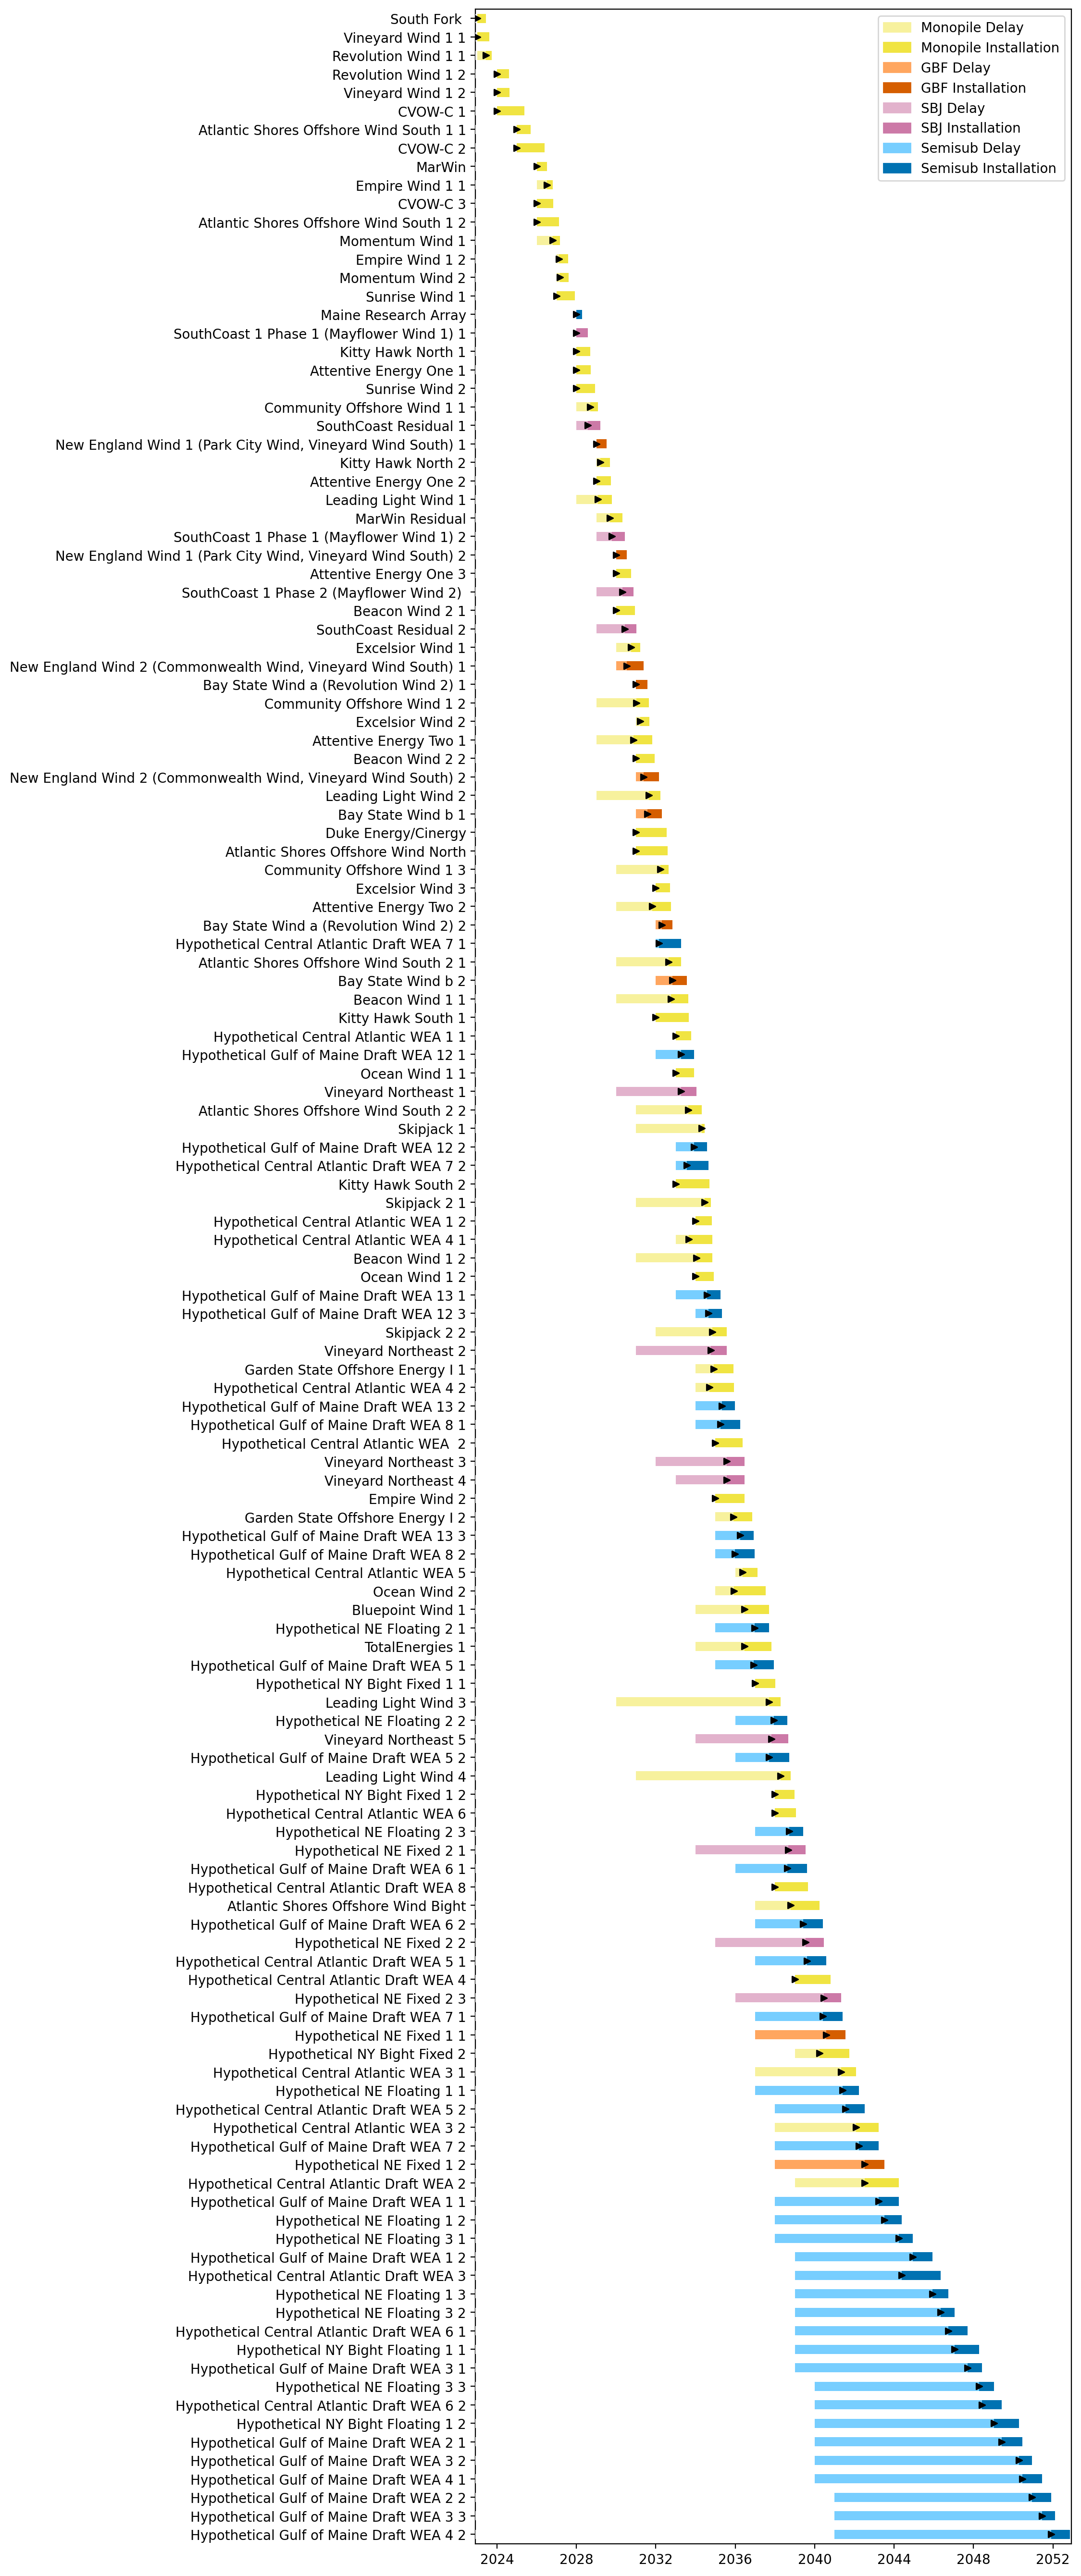 South Fork
Vineyard Wind 1 1
Revolution Wind 1 1
Revolution Wind 1 2
Vineyard Wind 1 2
CVOW-C 1
Atlantic Shores Offshore Wind South 1 1
CVOW-C 2
MarWin
Empire Wind 1 1
CVOW-C 3
Atlantic Shores Offshore Wind South 1 2
Momentum Wind 1
Empire Wind 1 2
Momentum Wind 2
Sunrise Wind 1
Maine Research Array
SouthCoast 1 Phase 1 (Mayflower Wind 1) 1
Kitty Hawk North 1
Attentive Energy One 1
Sunrise Wind 2
Community Offshore Wind 1 1
SouthCoast Residual 1
New England Wind 1 (Park City Wind, Vineyard Wind South) 1
Kitty Hawk North 2
Attentive Energy One 2
Leading Light Wind 1
MarWin Residual
SouthCoast 1 Phase 1 (Mayflower Wind 1) 2
New England Wind 1 (Park City Wind, Vineyard Wind South) 2
Attentive Energy One 3
SouthCoast 1 Phase 2 (Mayflower Wind 2)
Beacon Wind 2 1
SouthCoast Residual 2
Excelsior Wind 1
New England Wind 2 (Commonwealth Wind, Vineyard Wind South) 1
Bay State Wind a (Revolution Wind 2) 1
Community Offshore Wind 1 2
Excelsior Wind 2
Attentive Energy Two 1
Beacon Wind 2 2
New England Wind 2 (Commonwealth Wind, Vineyard Wind South) 2
Leading Light Wind 2
Bay State Wind b 1
Duke Energy/Cinergy
Atlantic Shores Offshore Wind North
Community Offshore Wind 1 3
Excelsior Wind 3
Attentive Energy Two 2
Bay State Wind a (Revolution Wind 2) 2
Hypothetical Central Atlantic Draft WEA 7 1
Atlantic Shores Offshore Wind South 2 1
Bay State Wind b 2
Beacon Wind 1 1
Kitty Hawk South 1
Hypothetical Central Atlantic WEA 1 1
Hypothetical Gulf of Maine Draft WEA 12 1
Ocean Wind 1 1
Vineyard Northeast 1
Atlantic Shores Offshore Wind South 2 2
Skipjack 1
Hypothetical Gulf of Maine Draft WEA 12 2
Hypothetical Central Atlantic Draft WEA 7 2
Kitty Hawk South 2
Skipjack 2 1
Hypothetical Central Atlantic WEA 1 2
Hypothetical Central Atlantic WEA 4 1
Beacon Wind 1 2
Ocean Wind 1 2
Hypothetical Gulf of Maine Draft WEA 13 1
Hypothetical Gulf of Maine Draft WEA 12 3
Skipjack 2 2
Vineyard Northeast 2
Garden State Offshore Energy I 1
Hypothetical Central Atlantic WEA 4 2
Hypothetical Gulf of Maine Draft WEA 13 2
Hypothetical Gulf of Maine Draft WEA 8 1
Hypothetical Central Atlantic WEA  2
Vineyard Northeast 3
Vineyard Northeast 4
Empire Wind 2
Garden State Offshore Energy I 2
Hypothetical Gulf of Maine Draft WEA 13 3
Hypothetical Gulf of Maine Draft WEA 8 2
Hypothetical Central Atlantic WEA 5
Ocean Wind 2
Bluepoint Wind 1
Hypothetical NE Floating 2 1
TotalEnergies 1
Hypothetical Gulf of Maine Draft WEA 5 1
Hypothetical NY Bight Fixed 1 1
Leading Light Wind 3
Hypothetical NE Floating 2 2
Vineyard Northeast 5
Hypothetical Gulf of Maine Draft WEA 5 2
Leading Light Wind 4
Hypothetical NY Bight Fixed 1 2
Hypothetical Central Atlantic WEA 6
Hypothetical NE Floating 2 3
Hypothetical NE Fixed 2 1
Hypothetical Gulf of Maine Draft WEA 6 1
Hypothetical Central Atlantic Draft WEA 8
Atlantic Shores Offshore Wind Bight
Hypothetical Gulf of Maine Draft WEA 6 2
Hypothetical NE Fixed 2 2
Hypothetical Central Atlantic Draft WEA 5 1
Hypothetical Central Atlantic Draft WEA 4
Hypothetical NE Fixed 2 3
Hypothetical Gulf of Maine Draft WEA 7 1
Hypothetical NE Fixed 1 1
Hypothetical NY Bight Fixed 2
Hypothetical Central Atlantic WEA 3 1
Hypothetical NE Floating 1 1
Hypothetical Central Atlantic Draft WEA 5 2
Hypothetical Central Atlantic WEA 3 2
Hypothetical Gulf of Maine Draft WEA 7 2
Hypothetical NE Fixed 1 2
Hypothetical Central Atlantic Draft WEA 2
Hypothetical Gulf of Maine Draft WEA 1 1
Hypothetical NE Floating 1 2
Hypothetical NE Floating 3 1
Hypothetical Gulf of Maine Draft WEA 1 2
Hypothetical Central Atlantic Draft WEA 3
Hypothetical NE Floating 1 3
Hypothetical NE Floating 3 2
Hypothetical Central Atlantic Draft WEA 6 1
Hypothetical NY Bight Floating 1 1
Hypothetical Gulf of Maine Draft WEA 3 1
Hypothetical NE Floating 3 3
Hypothetical Central Atlantic Draft WEA 6 2
Hypothetical NY Bight Floating 1 2
Hypothetical Gulf of Maine Draft WEA 2 1
Hypothetical Gulf of Maine Draft WEA 3 2
Hypothetical Gulf of Maine Draft WEA 4 1
Hypothetical Gulf of Maine Draft WEA 2 2
Hypothetical Gulf of Maine Draft WEA 3 3
Hypothetical Gulf of Maine Draft WEA 4 2
Monopile Delay
Monopile Installation
GBF Delay
GBF Installation
SBJ Delay
SBJ Installation
Semisub Delay
Semisub Installation
2024 2028 2032 2036 2040 2044 2048 2052